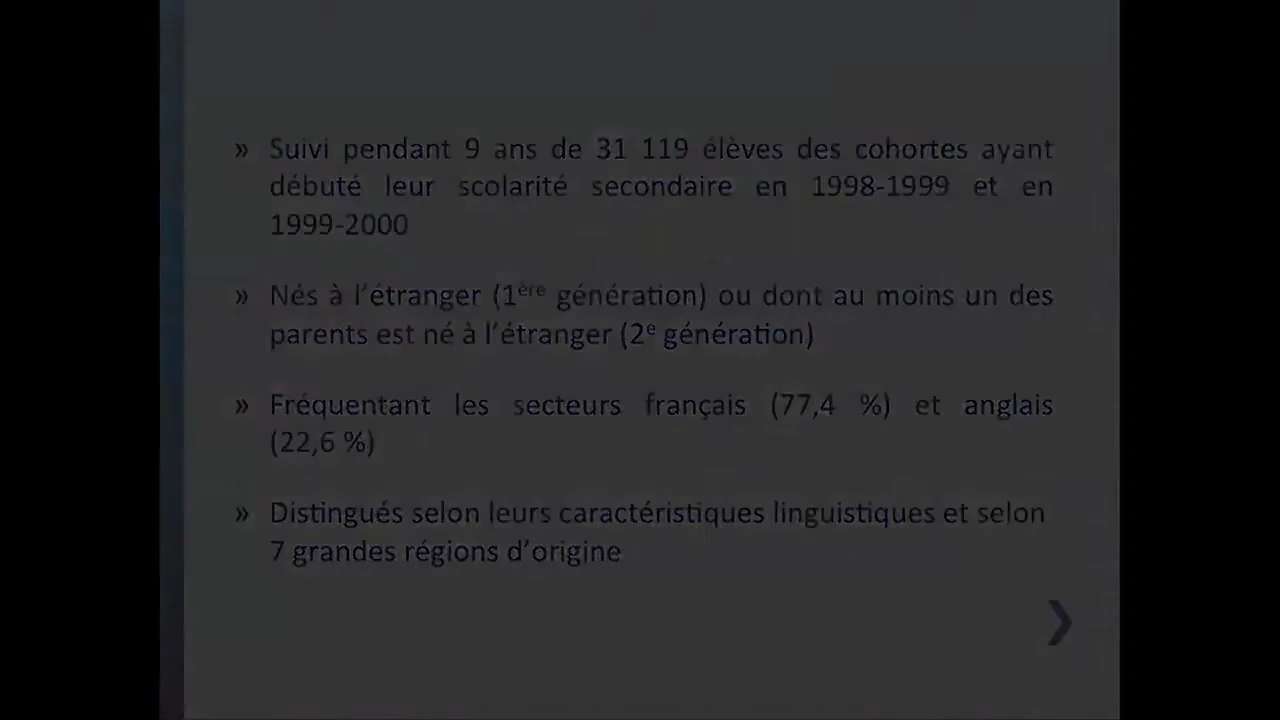 » Suivi pendant 9 ans de 31 119 élèves des cohortes ayant
débuté leur scolarité secondaire en 1998-1999 et en
1999-2000
» Nés à l’étranger (1ère génération) ou dont au moins un des
parents est né à l’étranger (2e génération)
» Fréquentant les secteurs français (77,4 %) et anglais
(22,6 %)
» Distingués selon leurs caractéristiques linguistiques et selon
7 grandes régions d’origine